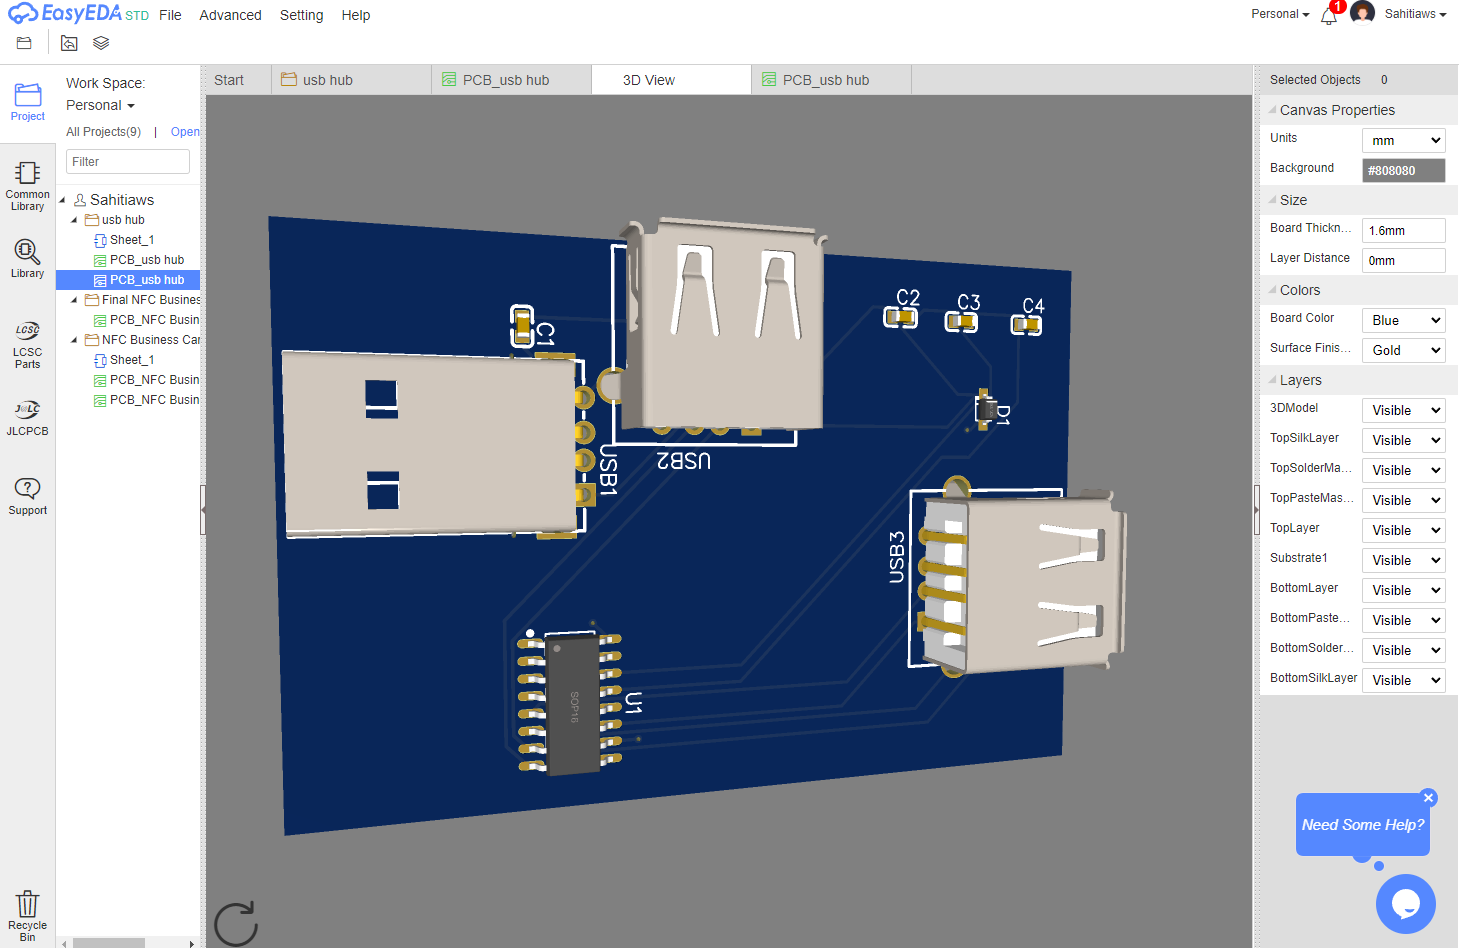 EasyEDA STD File Advanced Setting Help
Personal
1
Sahitiaws
Project
Common Library
Library
LCSC
LCSC Parts
J@LC
JLCPCB
Support
Recycle Bin
Work Space:
Personal
All Projects(9) | Open
Filter
Sahitiaws
usb hub
Sheet_1
PCB_usb hub
PCB_usb hub
Final NFC Busines
PCB_NFC Busin
NFC Business Car
Sheet_1
PCB_NFC Busin
PCB_NFC Busin
Start
usb hub
PCB_usb hub
3D View
PCB_usb hub
C1
C2
C3
C4
D1
USB1
USB2
USB3
U1
SOP16
Selected Objects 0
Canvas Properties
Units mm
Background #808080
Size
Board Thickn... 1.6mm
Layer Distance 0mm
Colors
Board Color Blue
Surface Finis... Gold
Layers
3DModel Visible
TopSilkLayer Visible
TopSolderMa... Visible
TopPasteMas... Visible
TopLayer Visible
Substrate1 Visible
BottomLayer Visible
BottomPaste... Visible
BottomSolder... Visible
BottomSilkLayer Visible
Need Some Help?